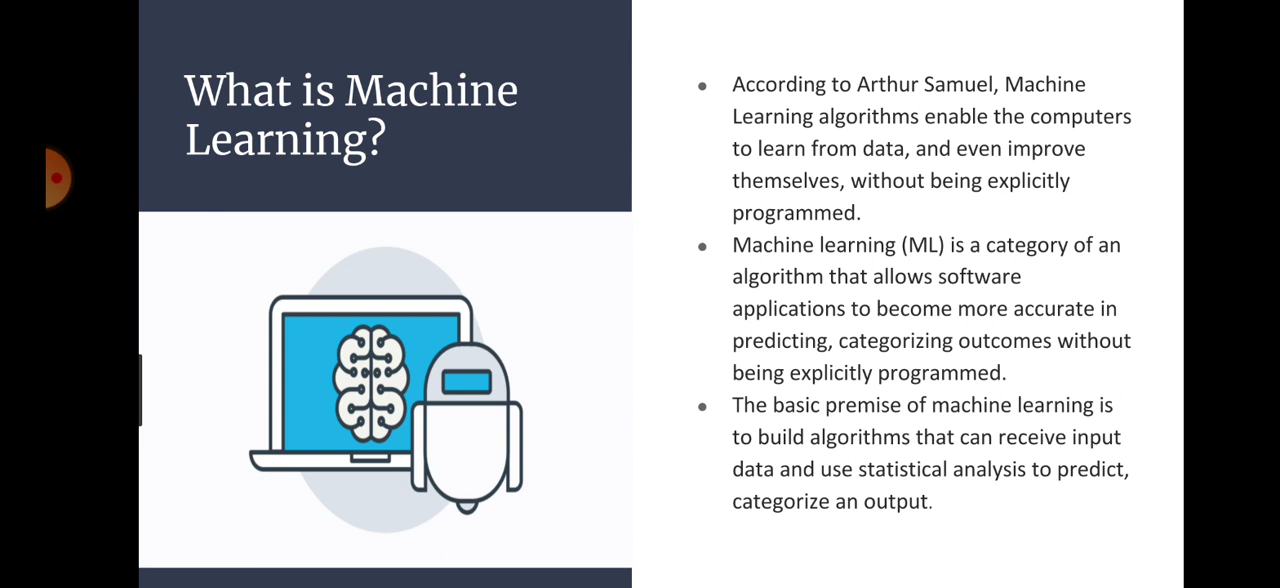 What is Machine
Learning?
● According to Arthur Samuel, Machine
Learning algorithms enable the computers
to learn from data, and even improve
themselves, without being explicitly
programmed.
● Machine learning (ML) is a category of an
algorithm that allows software
applications to become more accurate in
predicting, categorizing outcomes without
being explicitly programmed.
● The basic premise of machine learning is
to build algorithms that can receive input
data and use statistical analysis to predict,
categorize an output.